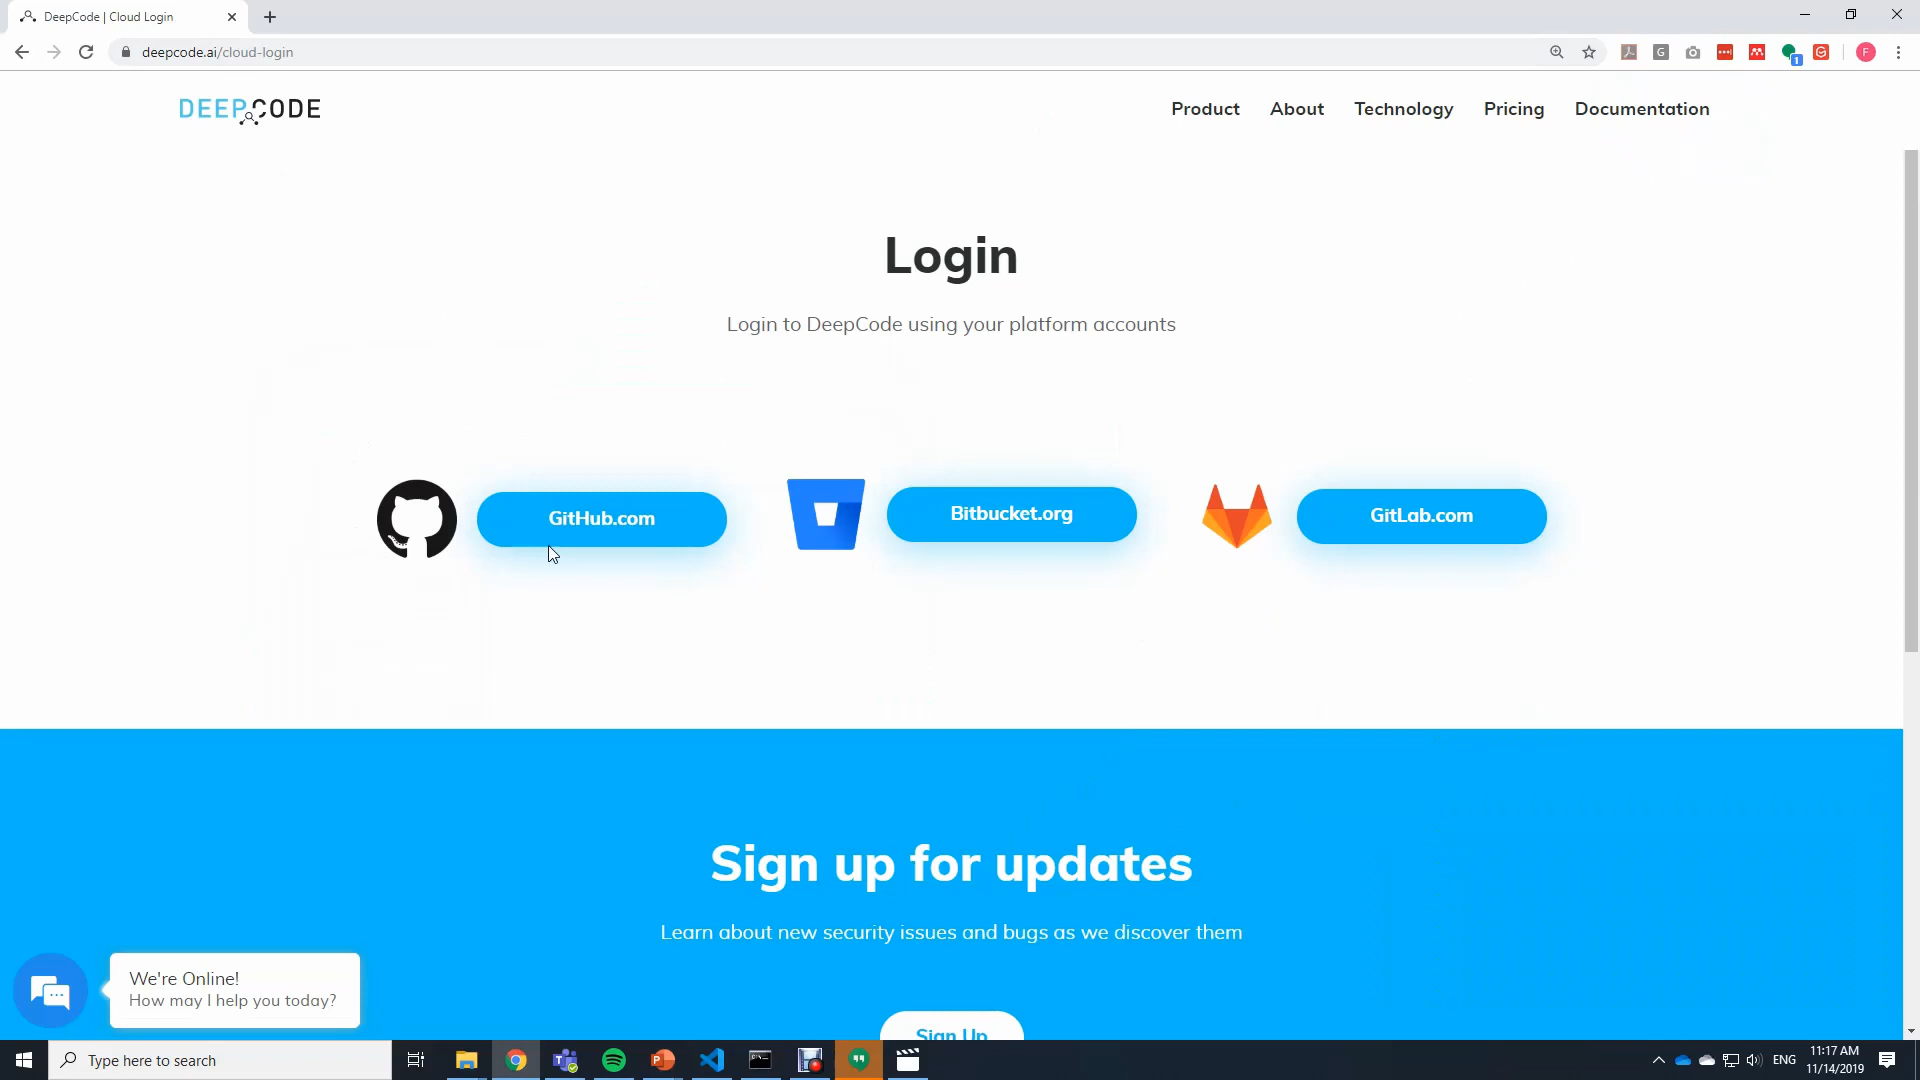 DeepCode | Cloud Login
deepcode.ai/cloud-login
G
1
G
F
DEEPCODE
Product
About
Technology
Pricing
Documentation
Login
Login to DeepCode using your platform accounts
GitHub.com
Bitbucket.org
GitLab.com
Sign up for updates
Learn about new security issues and bugs as we discover them
Sign Up
We're Online!
How may I help you today?
Type here to search
ENG
11:17 AM
11/14/2019